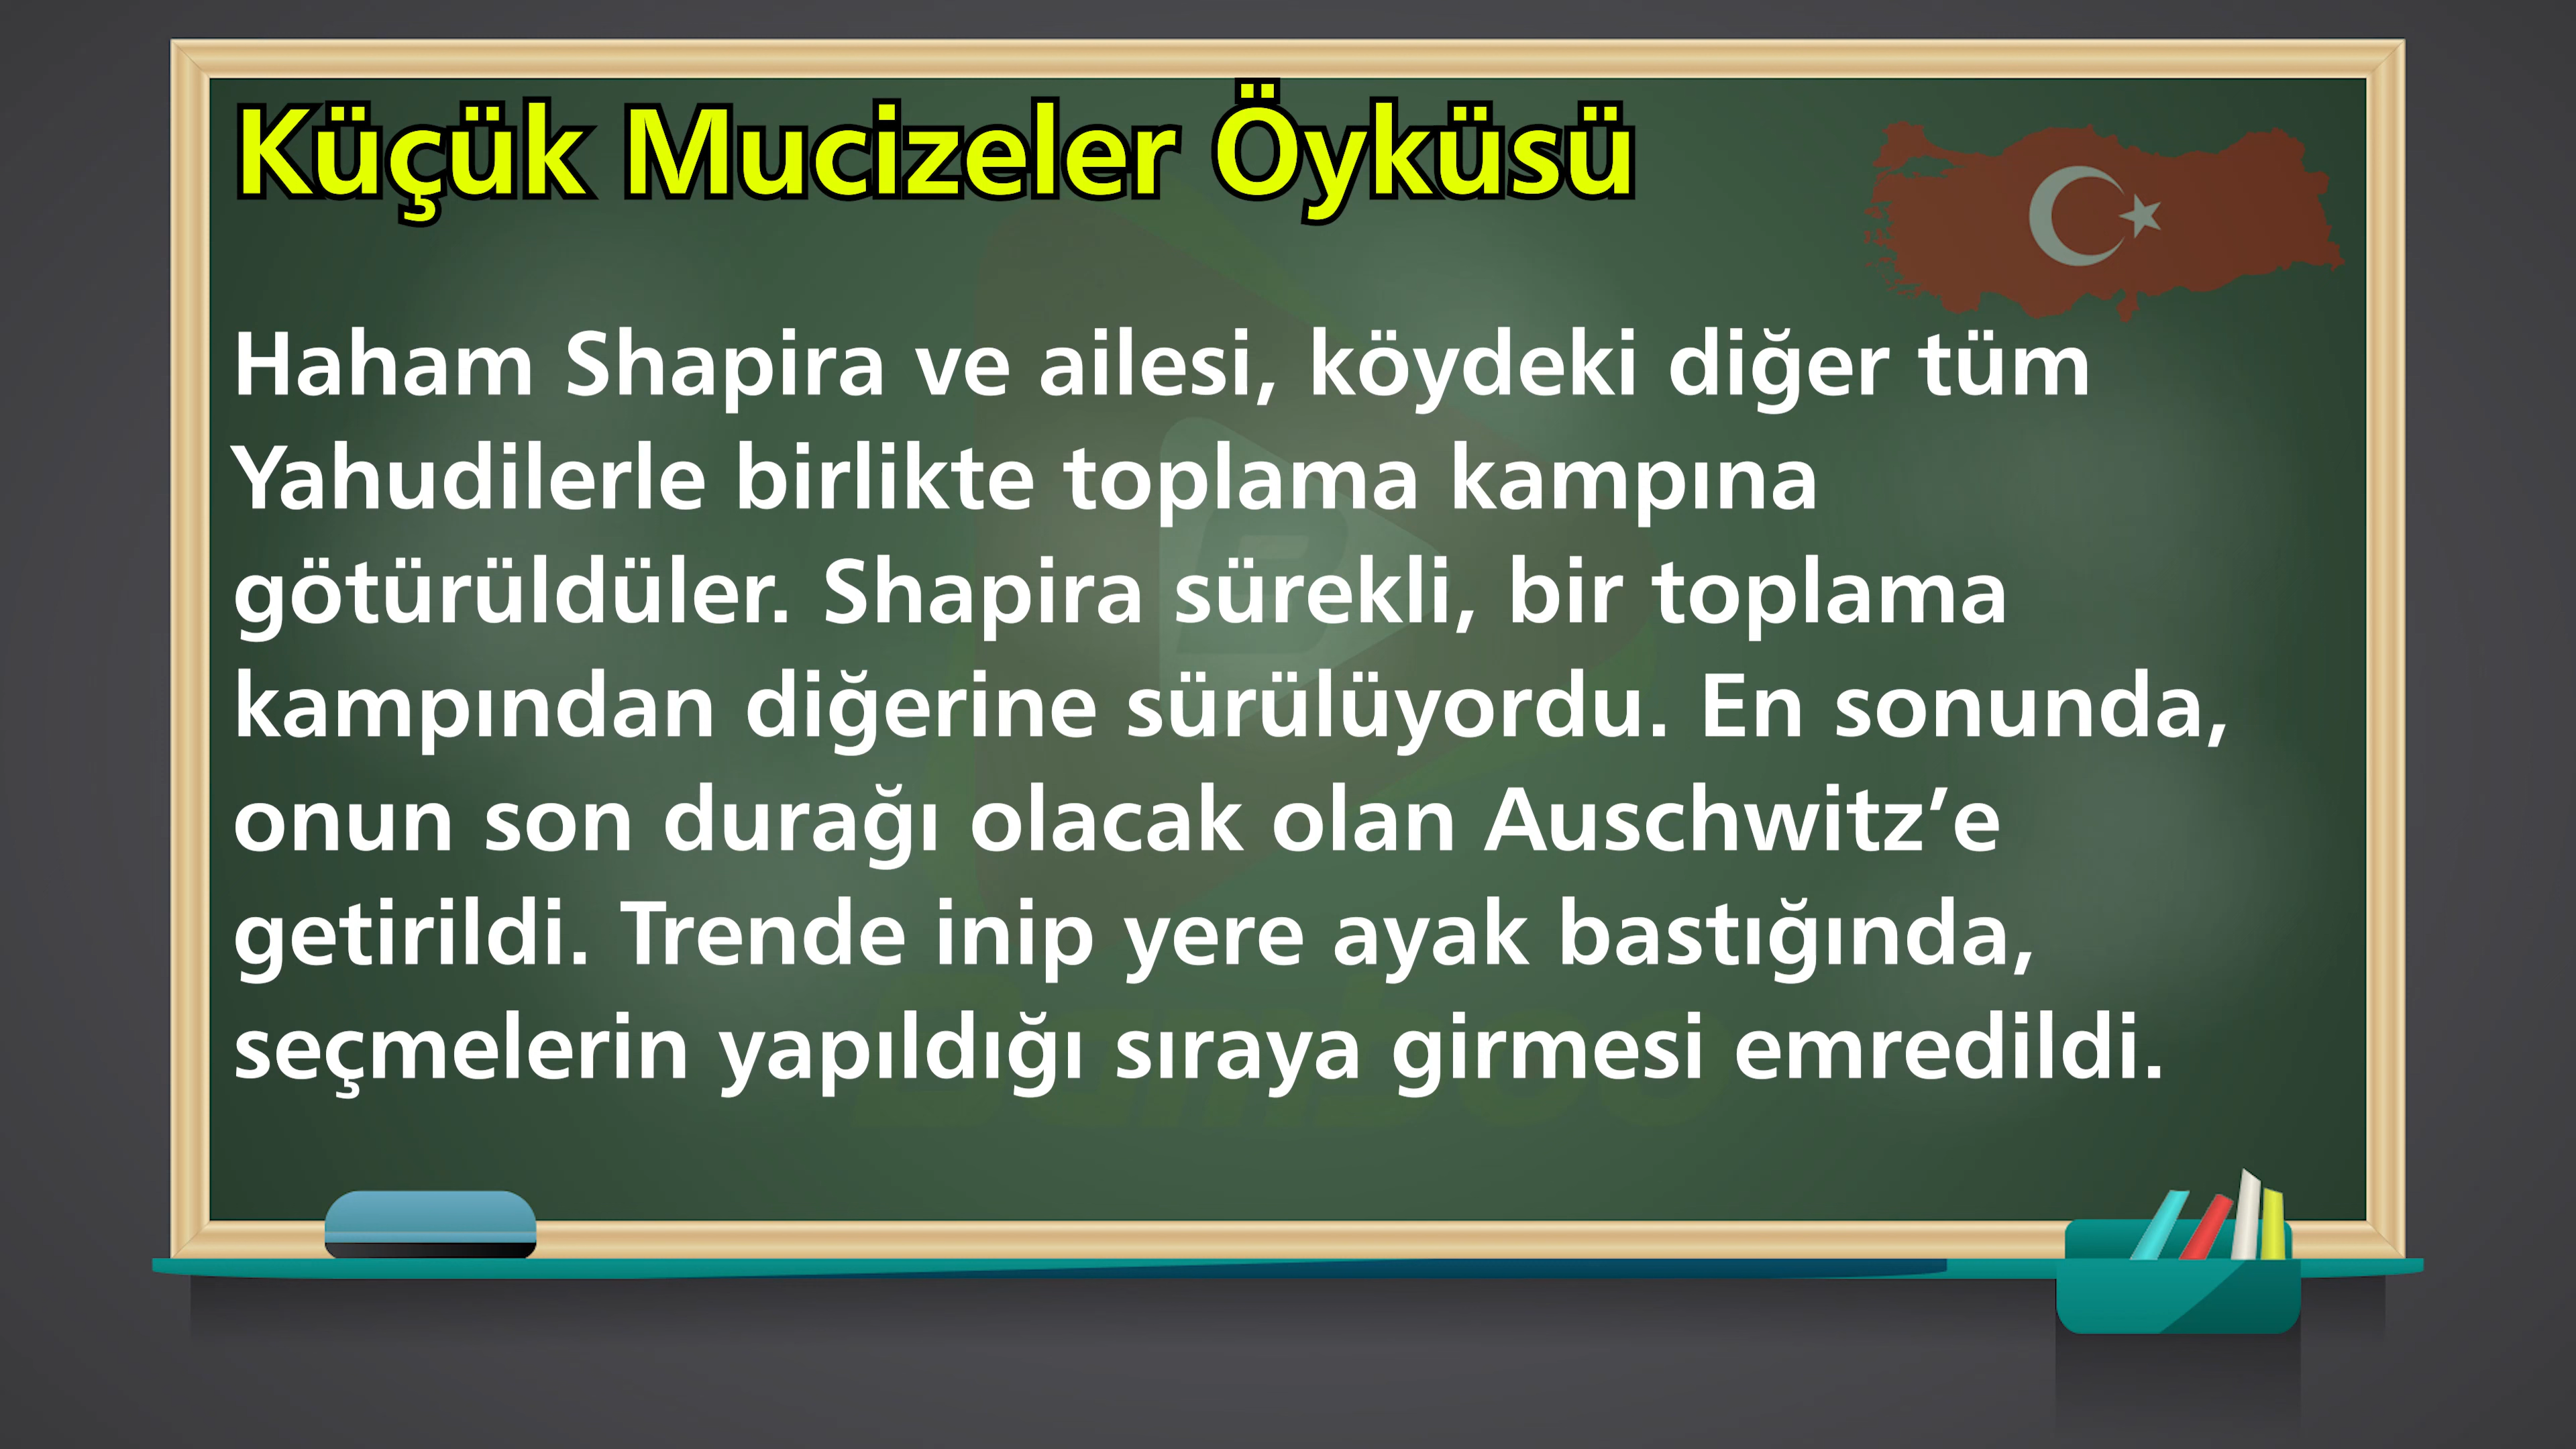 Küçük Mucizeler Öyküsü
Haham Shapira ve ailesi, köydeki diğer tüm
Yahudilerle birlikte toplama kampına
götürüldüler. Shapira sürekli, bir toplama
kampından diğerine sürülüyordu. En sonunda,
onun son durağı olacak olan Auschwitz’e
getirildi. Trende inip yere ayak bastığında,
seçmelerin yapıldığı sıraya girmesi emredildi.